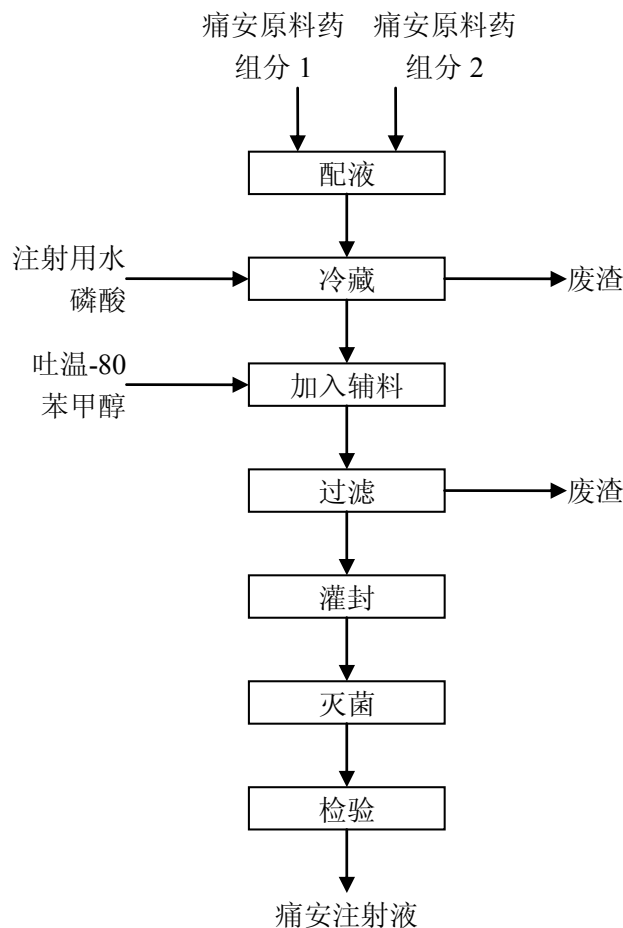 痛安原料药 痛安原料药
组分 1 组分 2
配液
注射用水
磷酸
冷藏
废渣
吐温-80
苯甲醇
加入辅料
过滤
废渣
灌封
灭菌
检验
痛安注射液